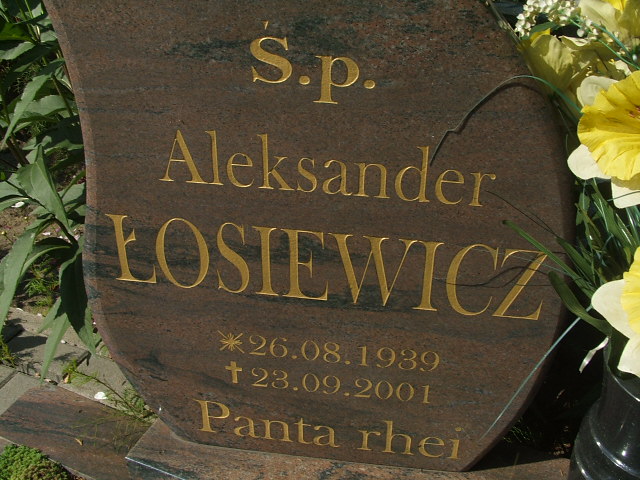 Ś.p.
Aleksander
ŁOSIEWICZ
* 26.08.1939
✝ 23.09.2001
Panta rhei